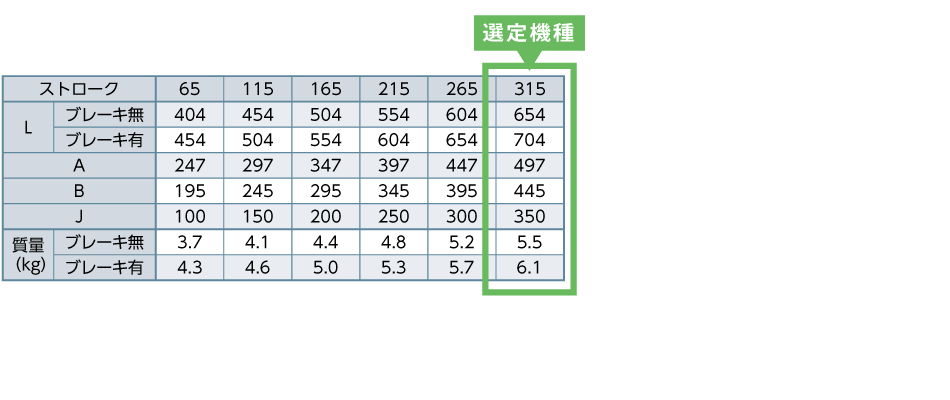 選定機種
ストローク 65 115 165 215 265 315
L ブレーキ無 404 454 504 554 604 654
ブレーキ有 454 504 554 604 654 704
A 247 297 347 397 447 497
B 195 245 295 345 395 445
J 100 150 200 250 300 350
質量(kg) ブレーキ無 3.7 4.1 4.4 4.8 5.2 5.5
ブレーキ有 4.3 4.6 5.0 5.3 5.7 6.1